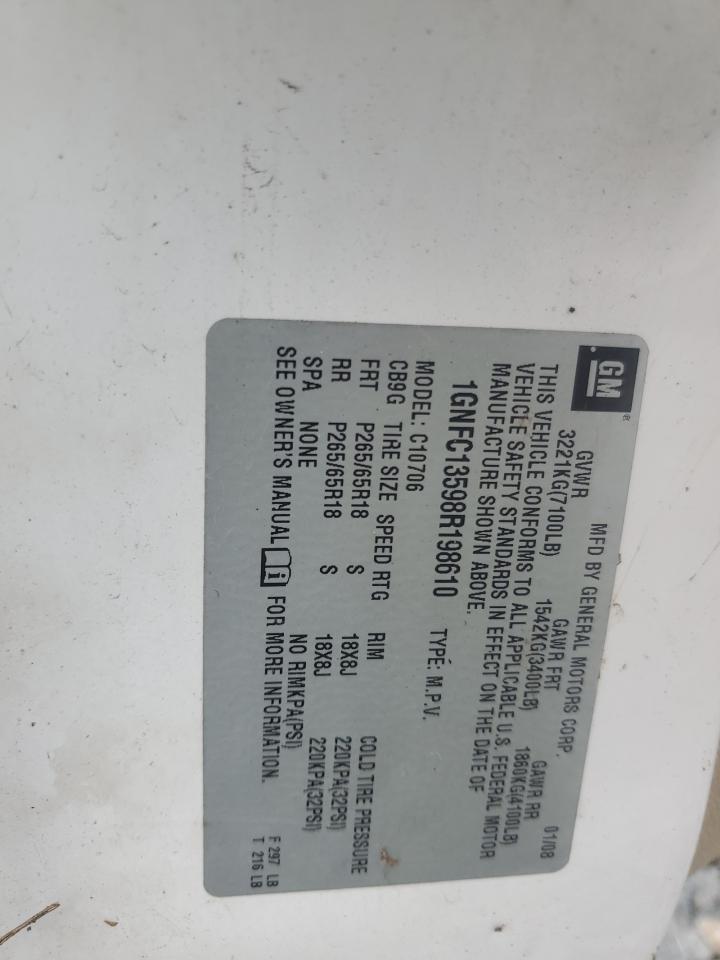 GM ®
MFD BY GENERAL MOTORS CORP. 01/08
GVWR GAWR FRT GAWR RR
3221KG(7100LB) 1542KG(3400LB) 1860KG(4100LB)
THIS VEHICLE CONFORMS TO ALL APPLICABLE U.S. FEDERAL MOTOR
VEHICLE SAFETY STANDARDS IN EFFECT ON THE DATE OF
MANUFACTURE SHOWN ABOVE.
1GNFC13598R198610 TYPE: M.P.V.
MODEL: C10706
CB9G TIRE SIZE SPEED RTG RIM COLD TIRE PRESSURE
FRT P265/65R18 S 18X8J 220KPA(32PSI)
RR P265/65R18 S 18X8J 220KPA(32PSI)
SPA NONE NO RIMKPA(PSI)
SEE OWNER'S MANUAL FOR MORE INFORMATION.
F 297 LB
T 216 LB